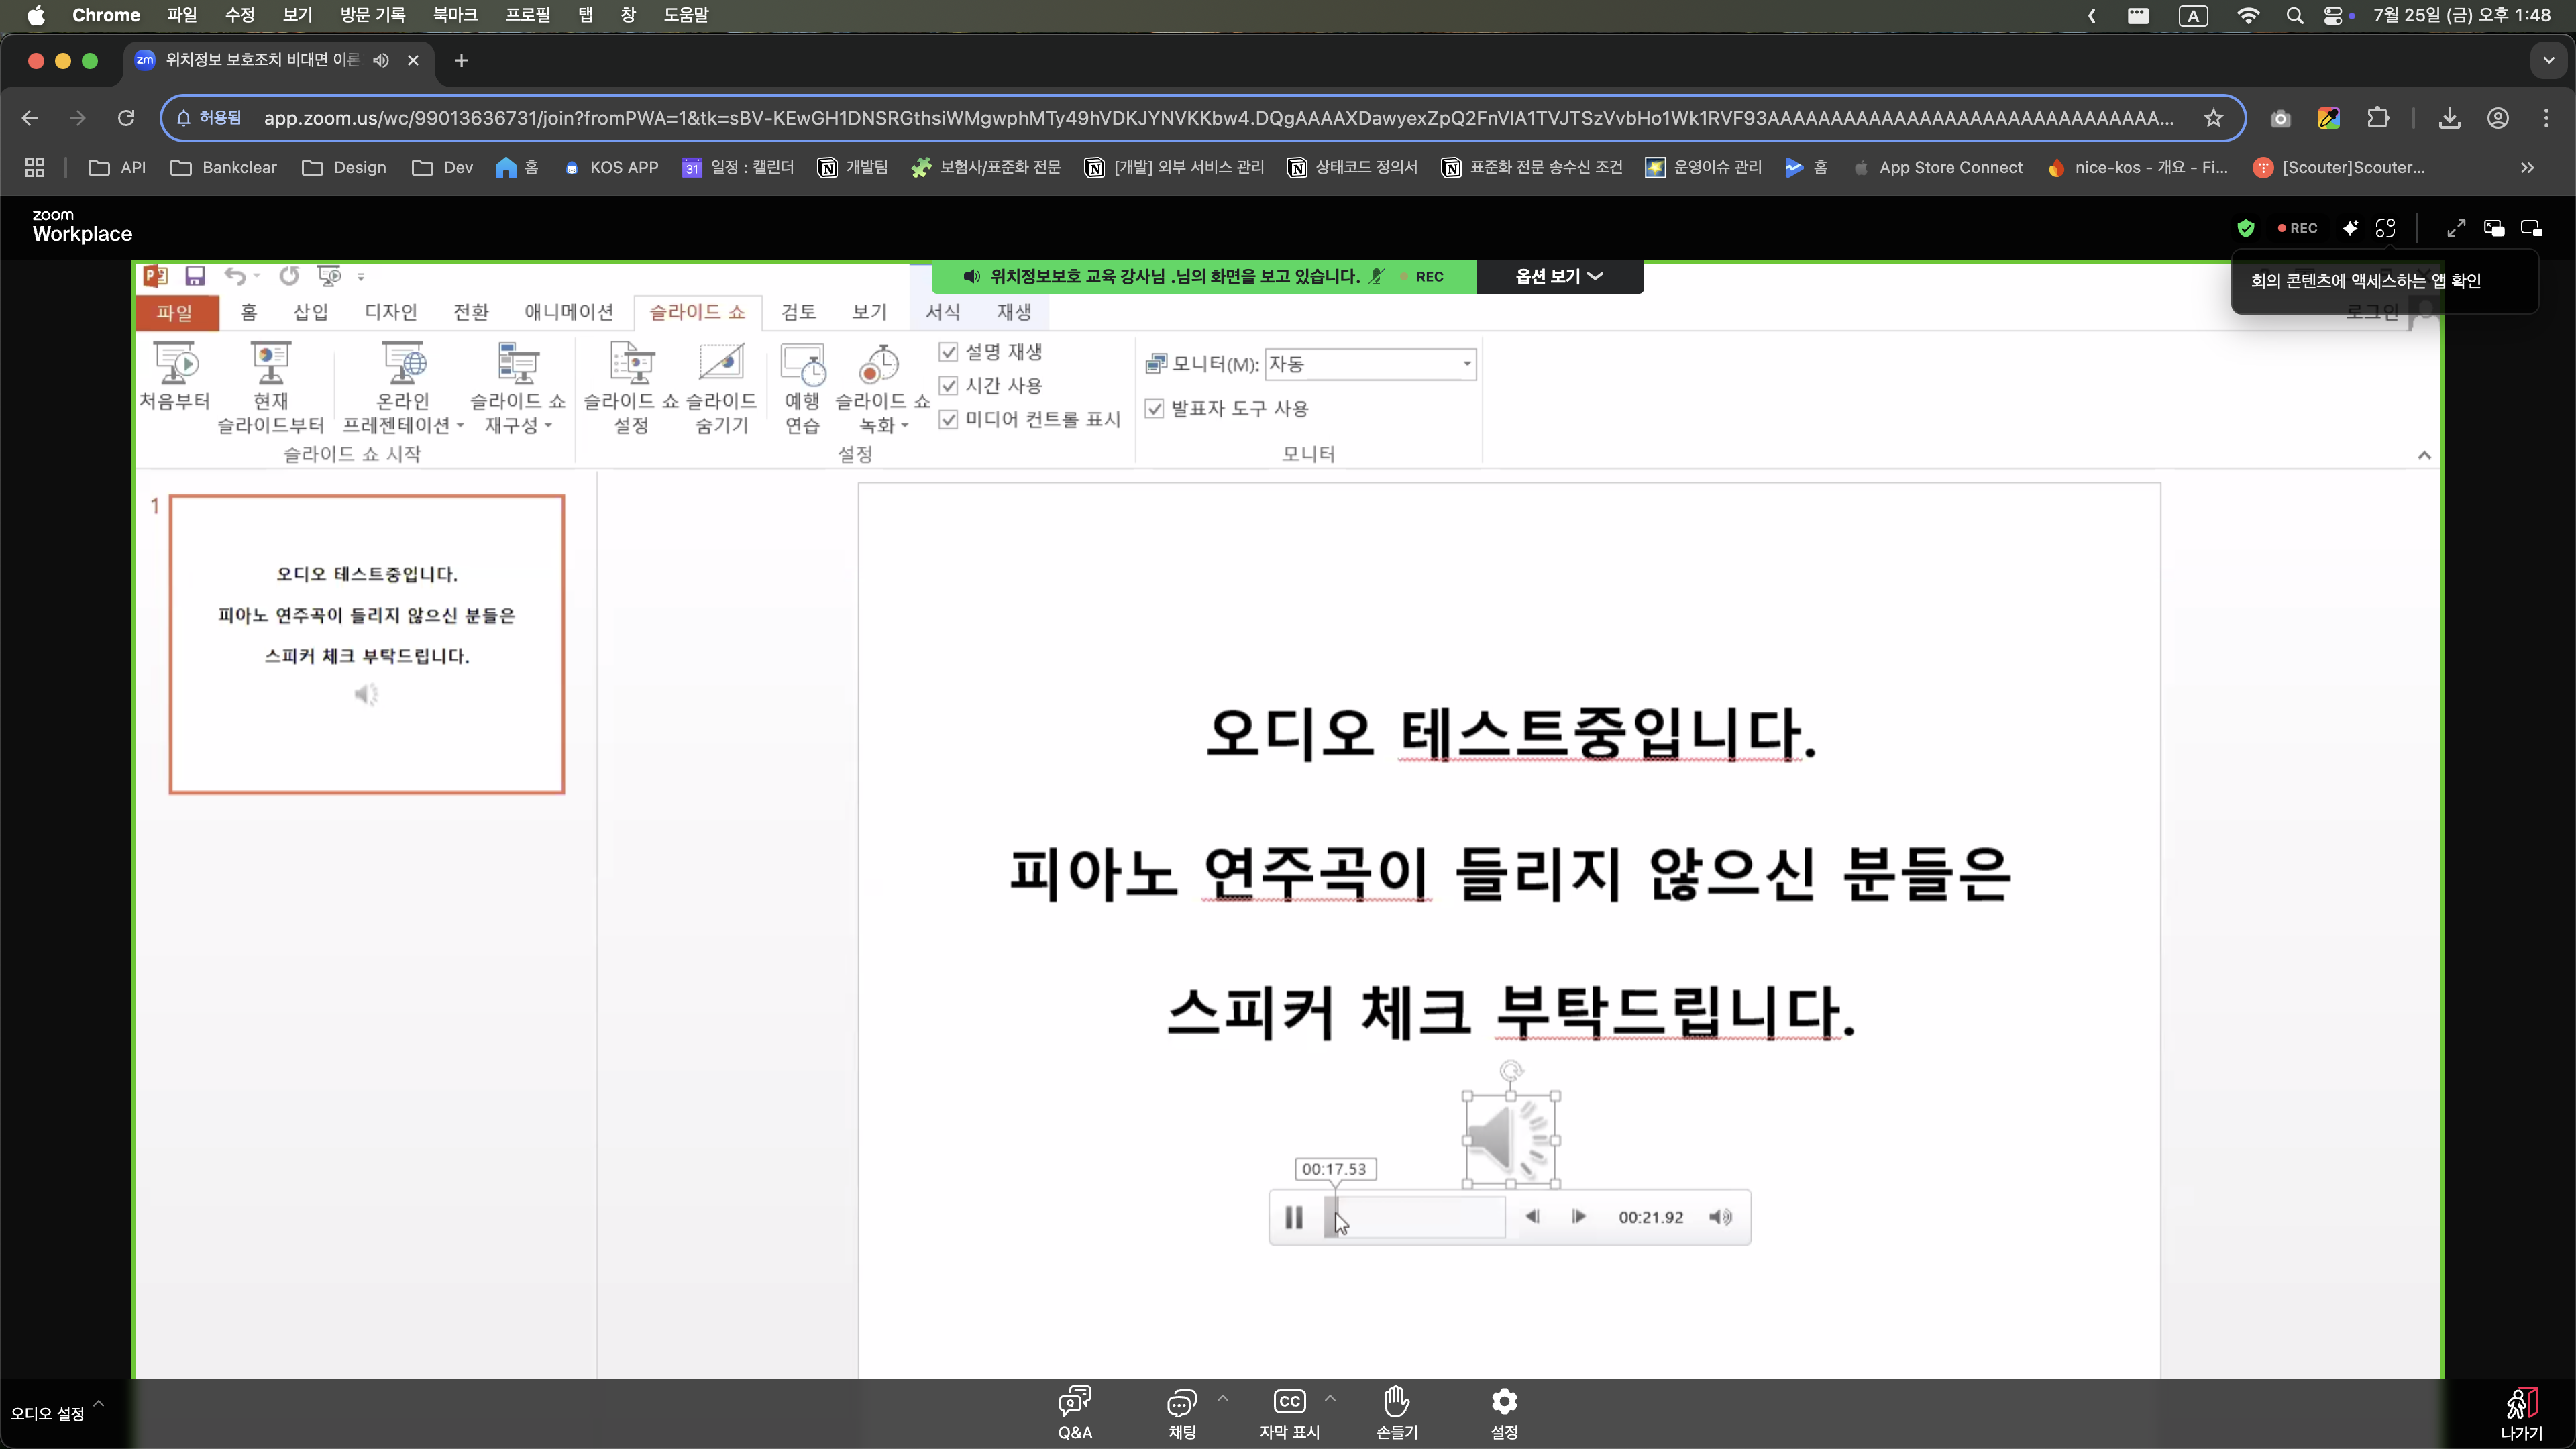 Chrome 파일 수정 보기 방문 기록 북마크 프로필 탭 창 도움말 A 7월 25일 (금) 오후 1:48
zm 위치정보 보호조치 비대면 이론
허용됨 app.zoom.us/wc/99013636731/join?fromPWA=1&tk=sBV-KEwGH1DNSRGthsiWMgwphMTy49hVDKJYNVKKbw4.DQgAAAAXDawyexZpQ2FnVlA1TVJTSzVvbHo1Wk1RVF93AAAAAAAAAAAAAAAAAAAAAAAAAAAAAAA...
API Bankclear Design Dev 홈 KOS APP 31 일정 : 캘린더 개발팀 보험사/표준화 전문 [개발] 외부 서비스 관리 상태코드 정의서 표준화 전문 송수신 조건 운영이슈 관리 홈 App Store Connect nice-kos - 개요 - Fi... [Scouter]Scouter...
zoom
Workplace
REC
위치정보보호 교육 강사님 .님의 화면을 보고 있습니다. REC 옵션 보기
회의 콘텐츠에 액세스하는 앱 확인
파일 홈 삽입 디자인 전환 애니메이션 슬라이드 쇼 검토 보기 서식 재생 로그인
처음부터
현재
슬라이드부터
온라인
프레젠테이션
슬라이드 쇼
재구성
슬라이드 쇼
설정
슬라이드
숨기기
예행
연습
슬라이드 쇼
녹화
설명 재생
시간 사용
미디어 컨트롤 표시
모니터(M): 자동
발표자 도구 사용
슬라이드 쇼 시작 설정 모니터
1
오디오 테스트중입니다.
피아노 연주곡이 들리지 않으신 분들은
스피커 체크 부탁드립니다.
오디오 테스트중입니다.
피아노 연주곡이 들리지 않으신 분들은
스피커 체크 부탁드립니다.
00:17.53
00:21.92
오디오 설정
Q&A
채팅
CC
자막 표시
손들기
설정
나가기